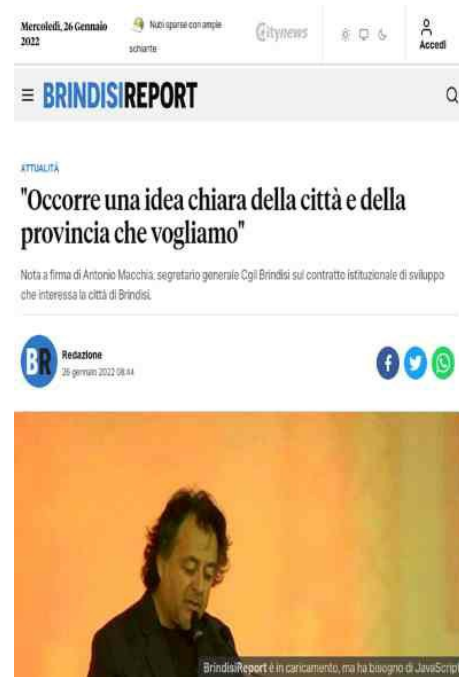 Mercoledì, 26 Gennaio
2022
Nubi sparse con ampie
schiarite
Citynews
Accedi
BRINDISIREPORT
ATTUALITÀ
"Occorre una idea chiara della città e della
provincia che vogliamo"
Nota a firma di Antonio Macchia, segretario generale Cgil Brindisi sul contratto istituzionale di sviluppo
che interessa la città di Brindisi.
BR
Redazione
26 gennaio 2022 08:44
BrindisiReport è in caricamento, ma ha bisogno di JavaScript